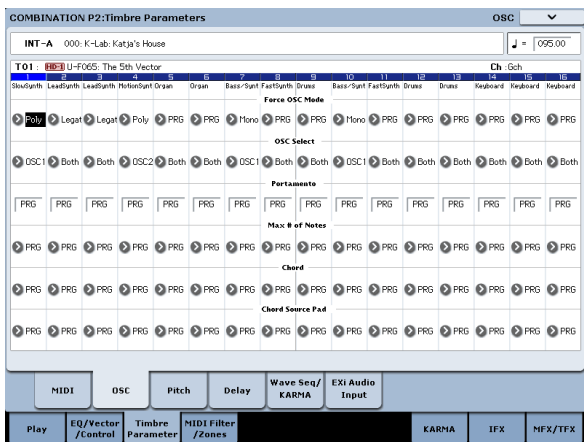 COMBINATION P2:Timbre Parameters OSC
INT-A 000: K-Lab: Katja's House ♩ = 095.00
T01 : HD-1 U-F065: The 5th Vector Ch :Gch
1 2 3 4 5 6 7 8 9 10 11 12 13 14 15 16
SlowSynth LeadSynth LeadSynth MotionSynt Organ Organ Bass/Synt FastSynth Drums Bass/Synt FastSynth Drums Drums Keyboard Keyboard Keyboard
Force OSC Mode
Poly Legat Legat Poly PRG PRG Mono PRG PRG Mono PRG PRG PRG PRG PRG PRG
OSC Select
OSC1 Both Both OSC2 Both Both OSC1 Both Both OSC1 Both Both Both Both Both Both
Portamento
PRG PRG PRG PRG PRG PRG PRG PRG PRG PRG PRG PRG PRG PRG PRG PRG
Max # of Notes
PRG PRG PRG PRG PRG PRG PRG PRG PRG PRG PRG PRG PRG PRG PRG PRG
Chord
PRG PRG PRG PRG PRG PRG PRG PRG PRG PRG PRG PRG PRG PRG PRG PRG
Chord Source Pad
PRG PRG PRG PRG PRG PRG PRG PRG PRG PRG PRG PRG PRG PRG PRG PRG
MIDI OSC Pitch Delay Wave Seq/ KARMA EXi Audio Input
Play EQ/Vector /Control Timbre Parameter MIDI Filter /Zones KARMA IFX MFX/TFX